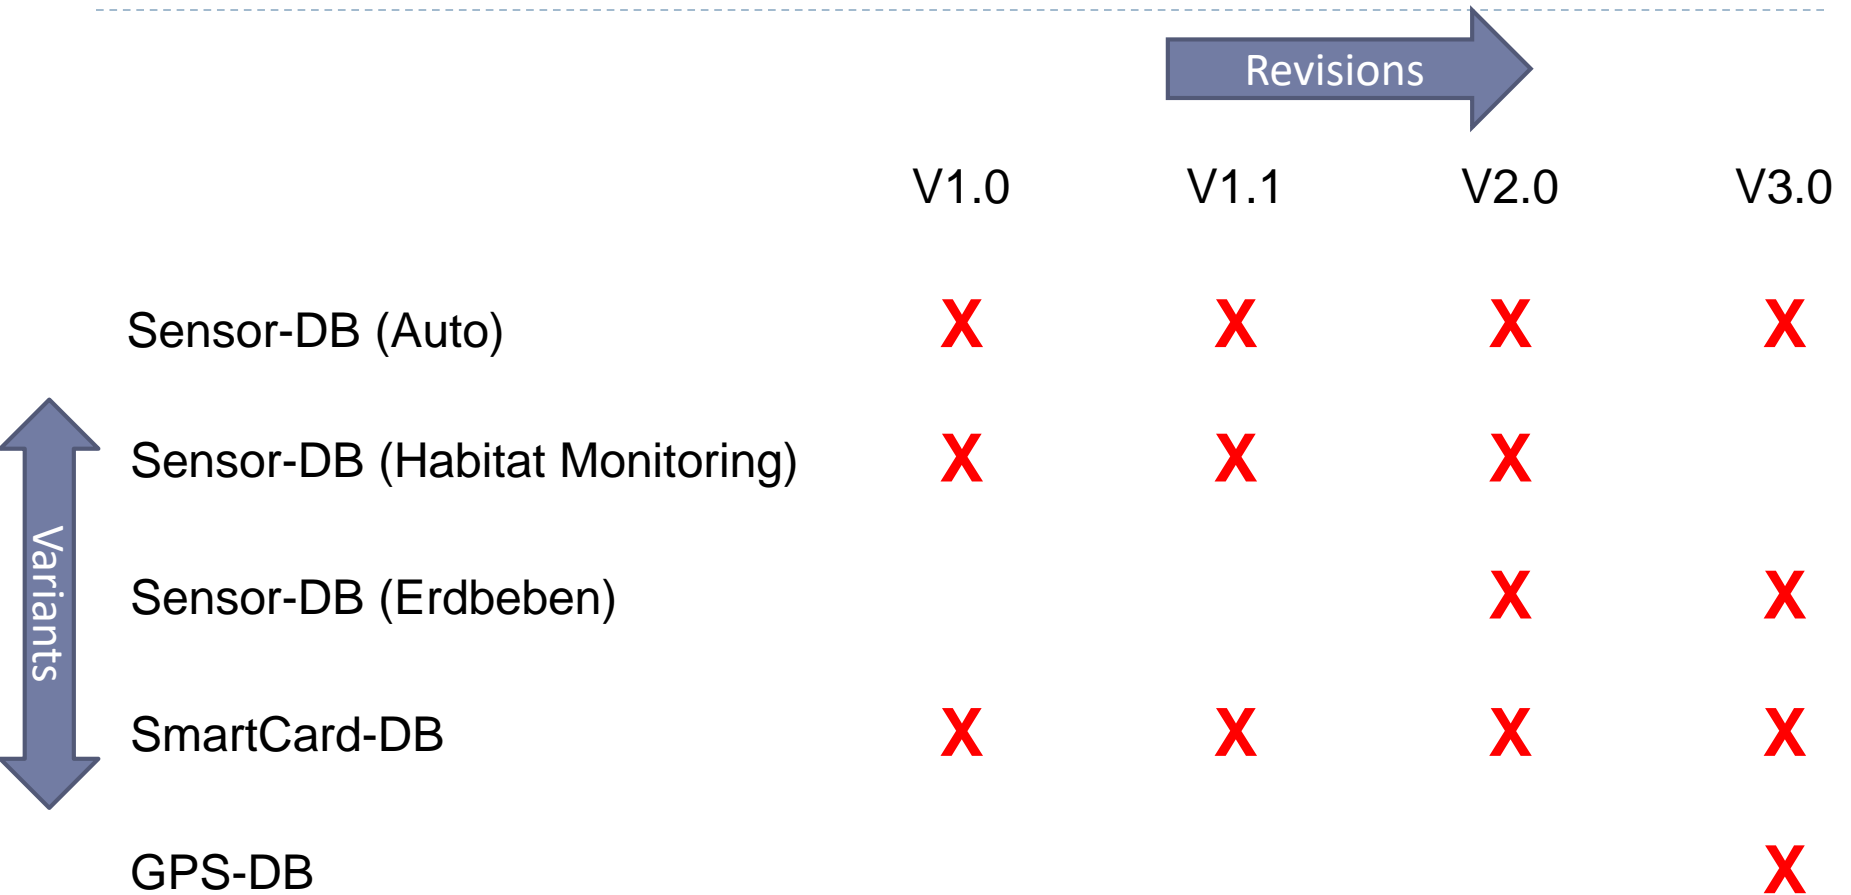 Revisions
V1.0 V1.1 V2.0 V3.0
Sensor-DB (Auto) X X X X
Sensor-DB (Habitat Monitoring) X X X
Variants
Sensor-DB (Erdbeben) X X
SmartCard-DB X X X X
GPS-DB X